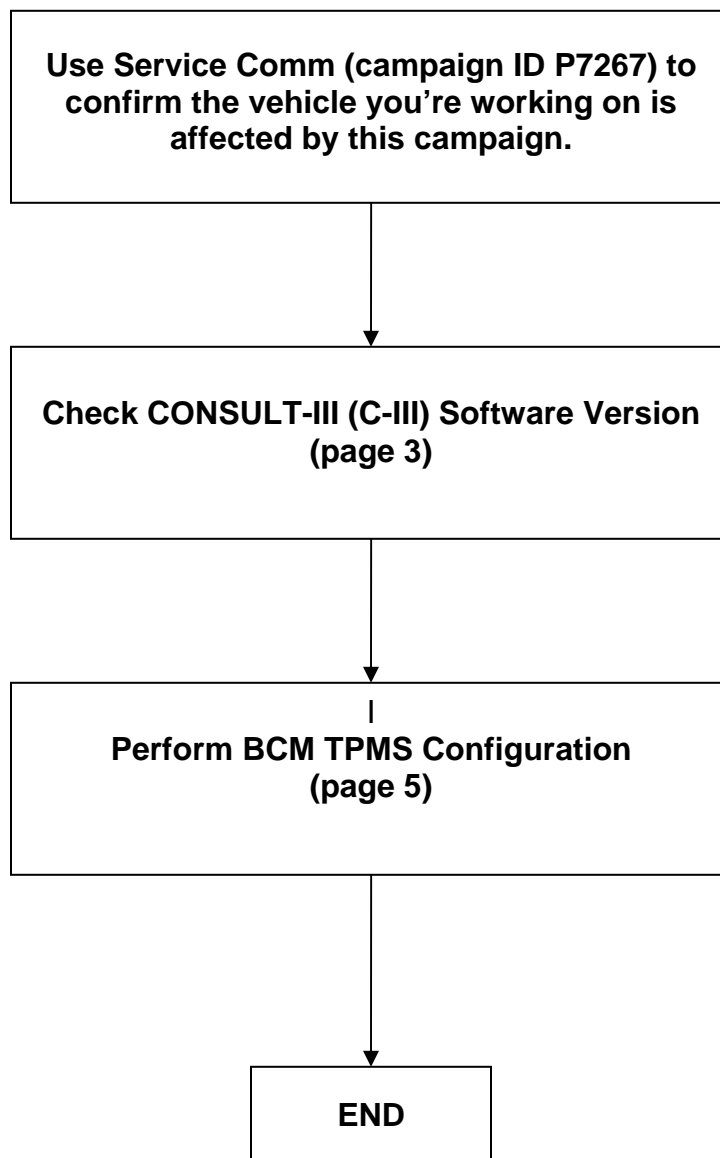 Use Service Comm (campaign ID P7267) to
confirm the vehicle you're working on is
affected by this campaign.
Check CONSULT-III (C-III) Software Version
(page 3)
I
Perform BCM TPMS Configuration
(page 5)
END